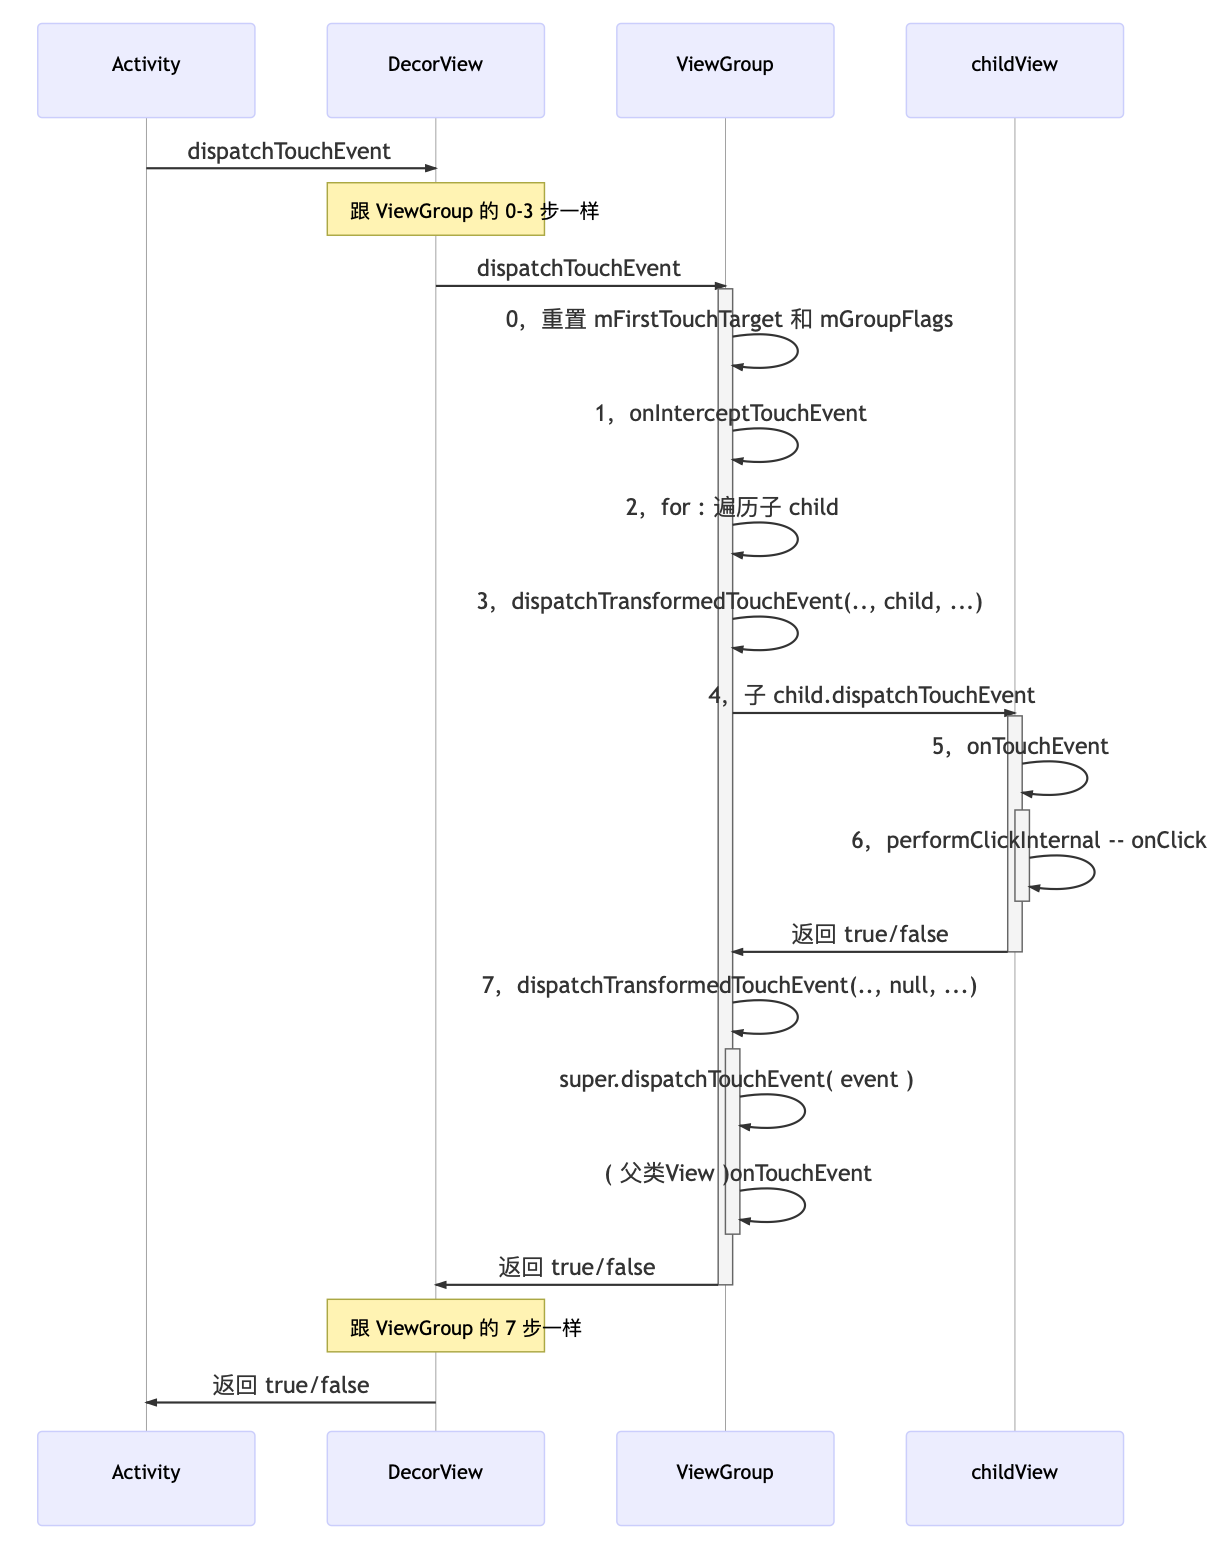 Activity
DecorView
ViewGroup
childView
dispatchTouchEvent
跟 ViewGroup 的 0-3 步一样
dispatchTouchEvent
0，重置 mFirstTouchTarget 和 mGroupFlags
1，onInterceptTouchEvent
2，for : 遍历子 child
3，dispatchTransformedTouchEvent(.., child, ...)
4，子 child.dispatchTouchEvent
5，onTouchEvent
6，performClickInternal -- onClick
返回 true/false
7，dispatchTransformedTouchEvent(.., null, ...)
super.dispatchTouchEvent( event )
( 父类View )onTouchEvent
返回 true/false
跟 ViewGroup 的 7 步一样
返回 true/false
Activity
DecorView
ViewGroup
childView